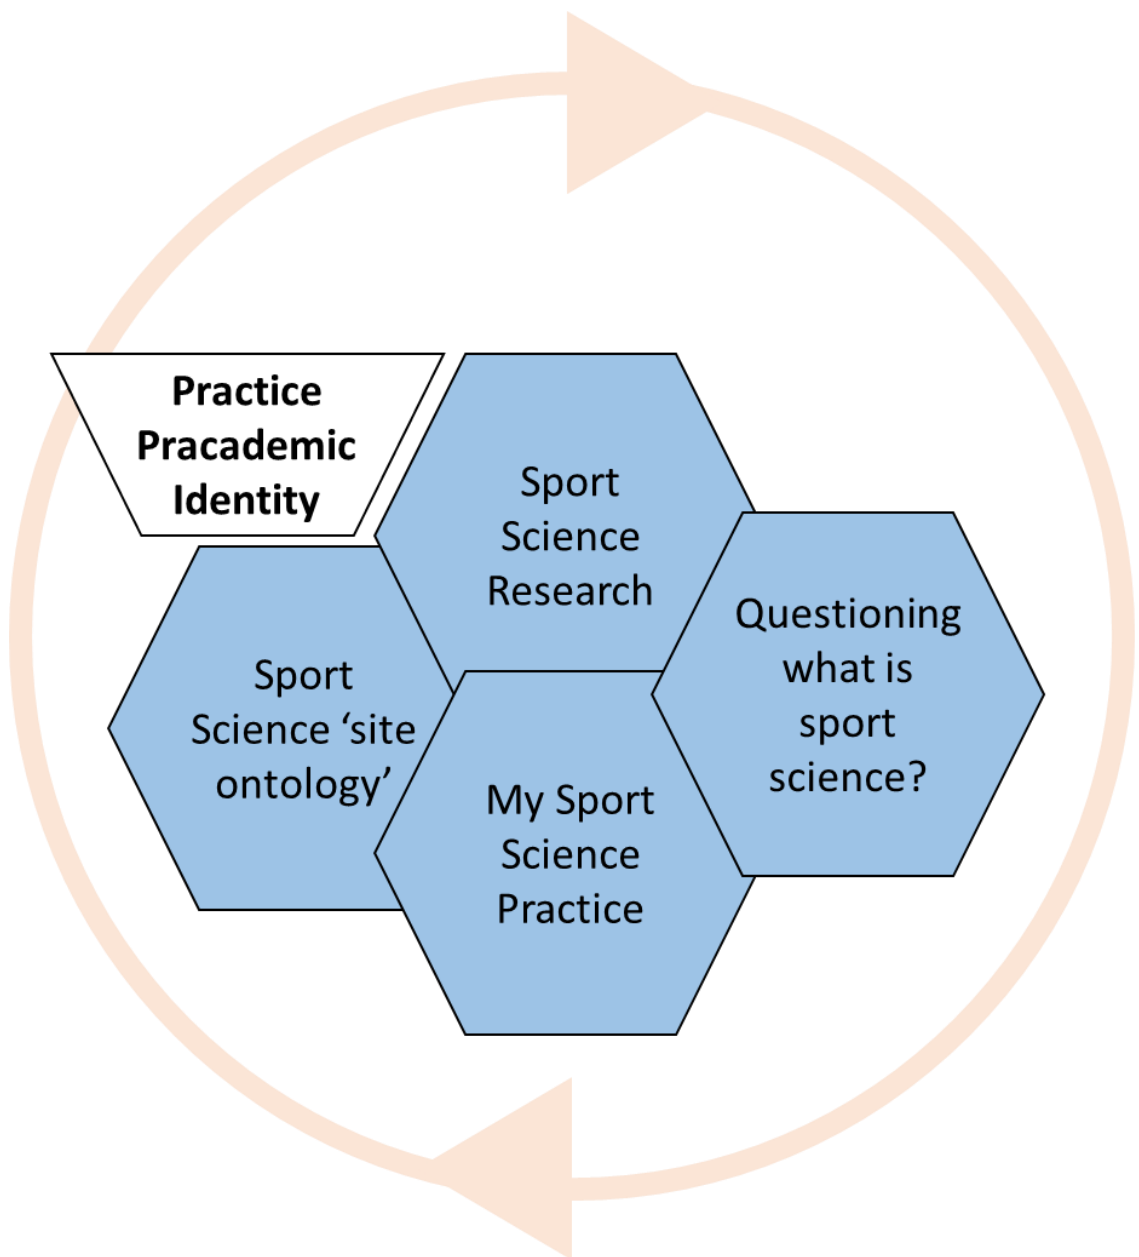 Practice
Pracademic
Identity
Sport
Science
Research
Questioning
what is
sport
science?
Sport
Science ‘site
ontology’
My Sport
Science
Practice